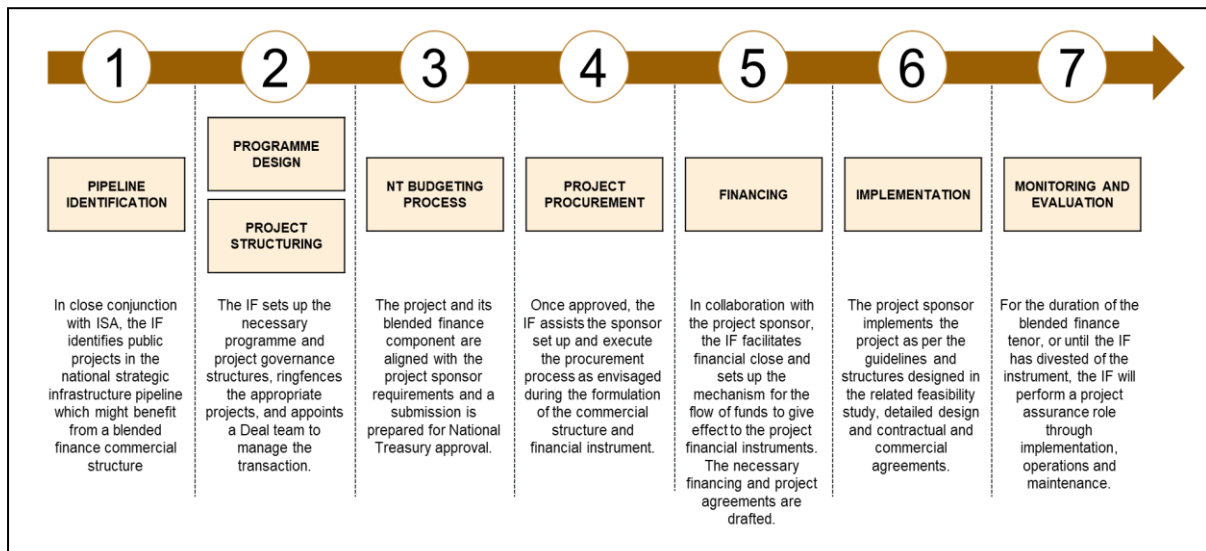 1
2
3
4
5
6
7
PIPELINE
IDENTIFICATION
PROGRAMME
DESIGN
PROJECT
STRUCTURING
NT BUDGETING
PROCESS
PROJECT
PROCUREMENT
FINANCING
IMPLEMENTATION
MONITORING AND
EVALUATION
In close conjunction
with ISA, the IF
identifies public
projects in the
national strategic
infrastructure pipeline
which might benefit
from a blended
finance commercial
structure
The IF sets up the
necessary
programme and
project governance
structures, ringfences
the appropriate
projects, and appoints
a Deal team to
manage the
transaction.
The project and its
blended finance
component are
aligned with the
project sponsor
requirements and a
submission is
prepared for National
Treasury approval.
Once approved, the
IF assists the sponsor
set up and execute
the procurement
process as envisaged
during the formulation
of the commercial
structure and
financial instrument.
In collaboration with
the project sponsor,
the IF facilitates
financial close and
sets up the
mechanism for the
flow of funds to give
effect to the project
financial instruments.
The necessary
financing and project
agreements are
drafted.
The project sponsor
implements the
project as per the
guidelines and
structures designed in
the related feasibility
study, detailed design
and contractual and
commercial
agreements.
For the duration of the
blended finance
tenor, or until the IF
has divested of the
instrument, the IF will
perform a project
assurance role
through
implementation,
operations and
maintenance.